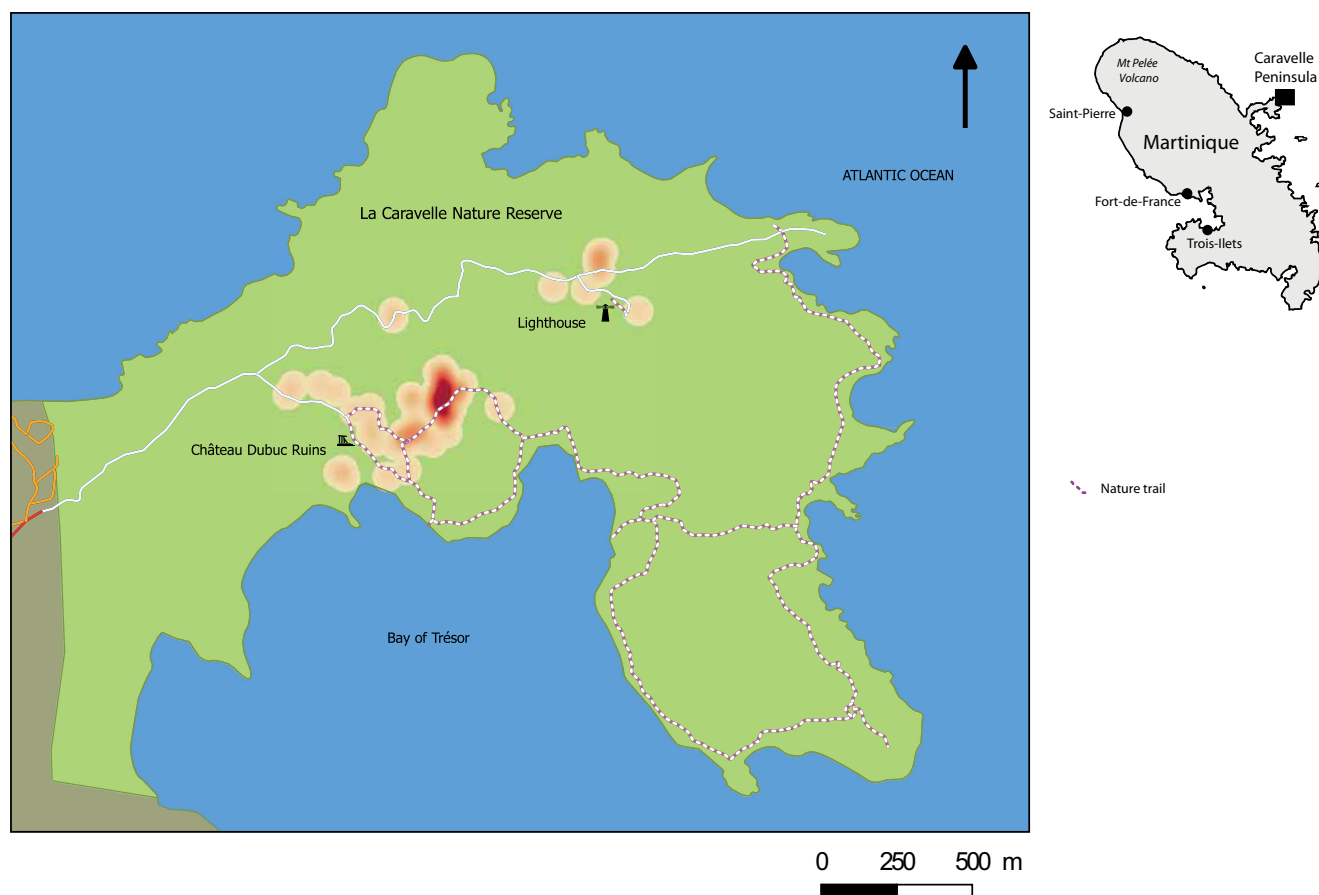 ATLANTIC OCEAN
La Caravelle Nature Reserve
Lighthouse
Château Dubuc Ruins
Bay of Trésor
0 250 500 m
Mt Pelée
Volcano
Caravelle
Peninsula
Saint-Pierre
Martinique
Fort-de-France
Trois-Ilets
Nature trail